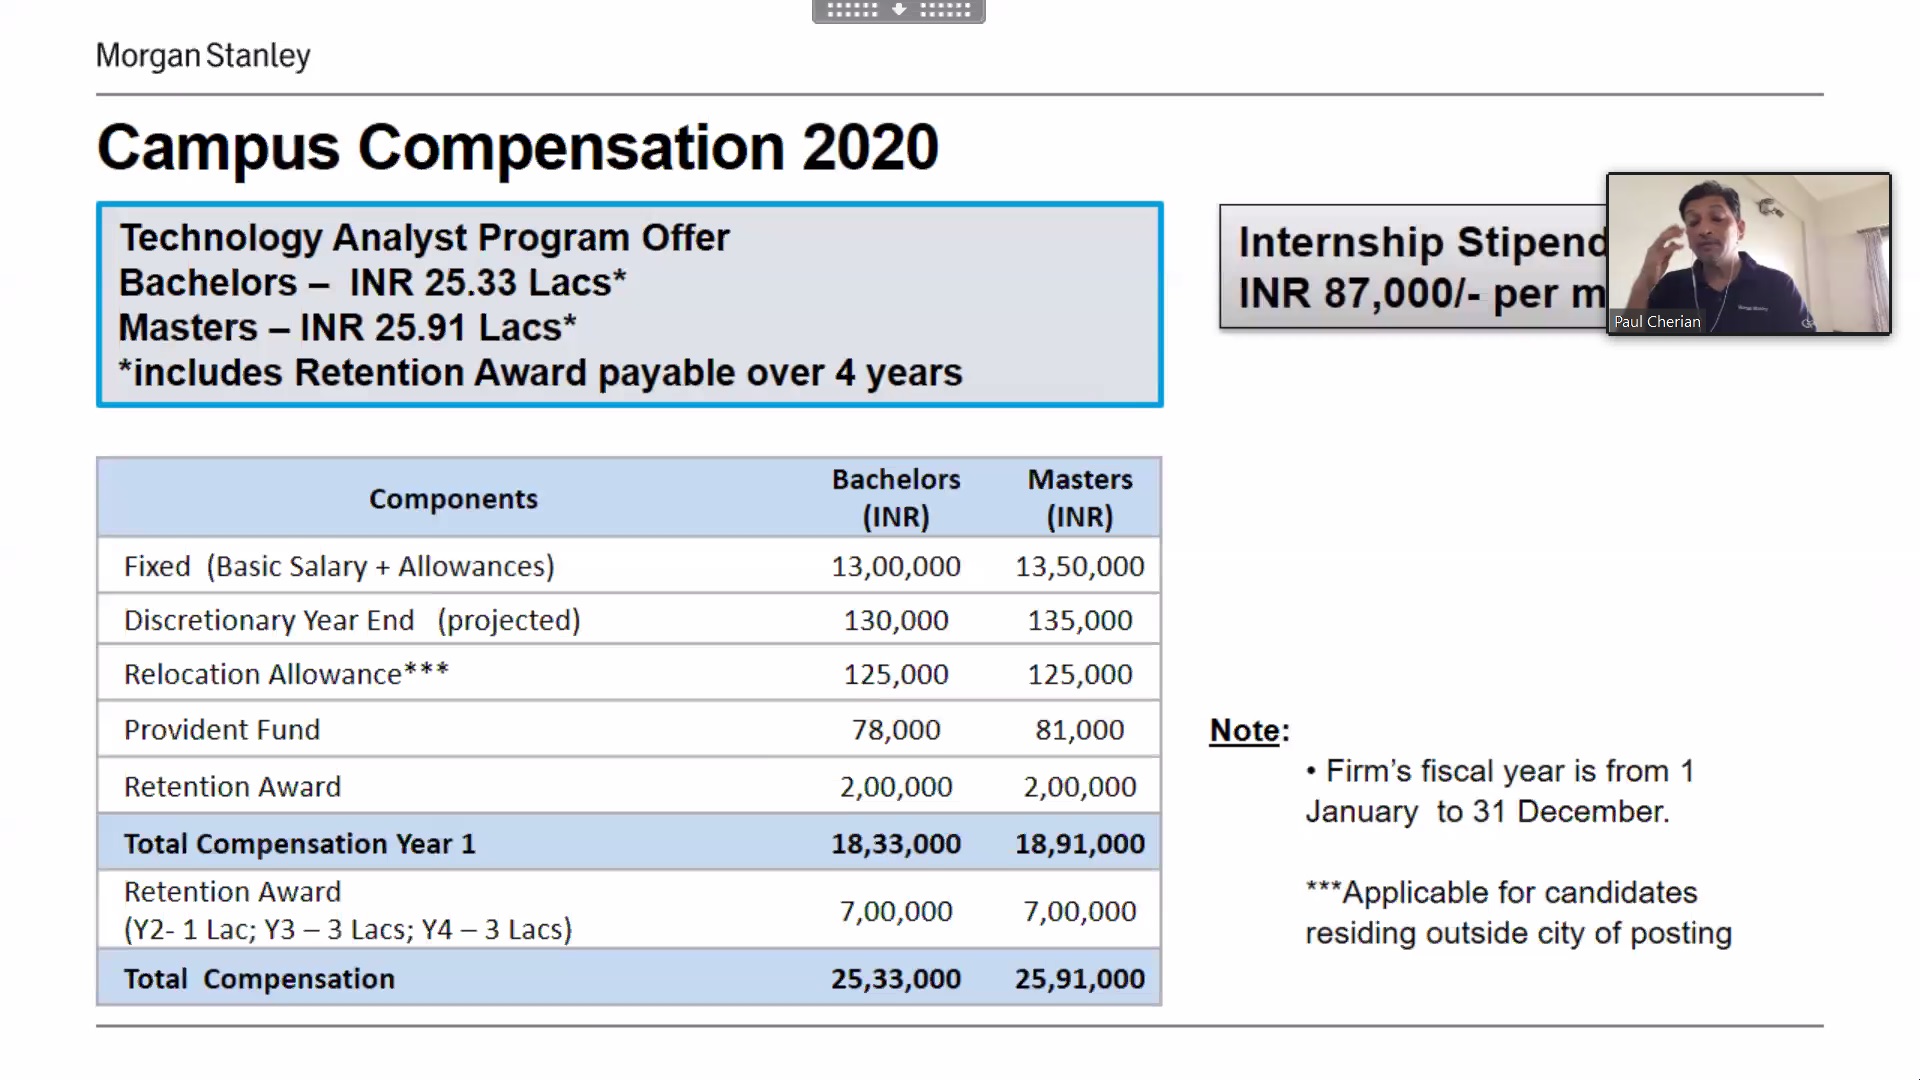 Morgan Stanley
Campus Compensation 2020
Technology Analyst Program Offer
Bachelors – INR 25.33 Lacs*
Masters – INR 25.91 Lacs*
*includes Retention Award payable over 4 years
Internship Stipend
INR 87,000/- per
Paul Cherian
Components Bachelors (INR) Masters (INR)
Fixed (Basic Salary + Allowances) 13,00,000 13,50,000
Discretionary Year End (projected) 130,000 135,000
Relocation Allowance*** 125,000 125,000
Provident Fund 78,000 81,000
Retention Award 2,00,000 2,00,000
Total Compensation Year 1 18,33,000 18,91,000
Retention Award
(Y2- 1 Lac; Y3 – 3 Lacs; Y4 – 3 Lacs) 7,00,000 7,00,000
Total Compensation 25,33,000 25,91,000
Note:
• Firm's fiscal year is from 1
January to 31 December.
***Applicable for candidates
residing outside city of posting